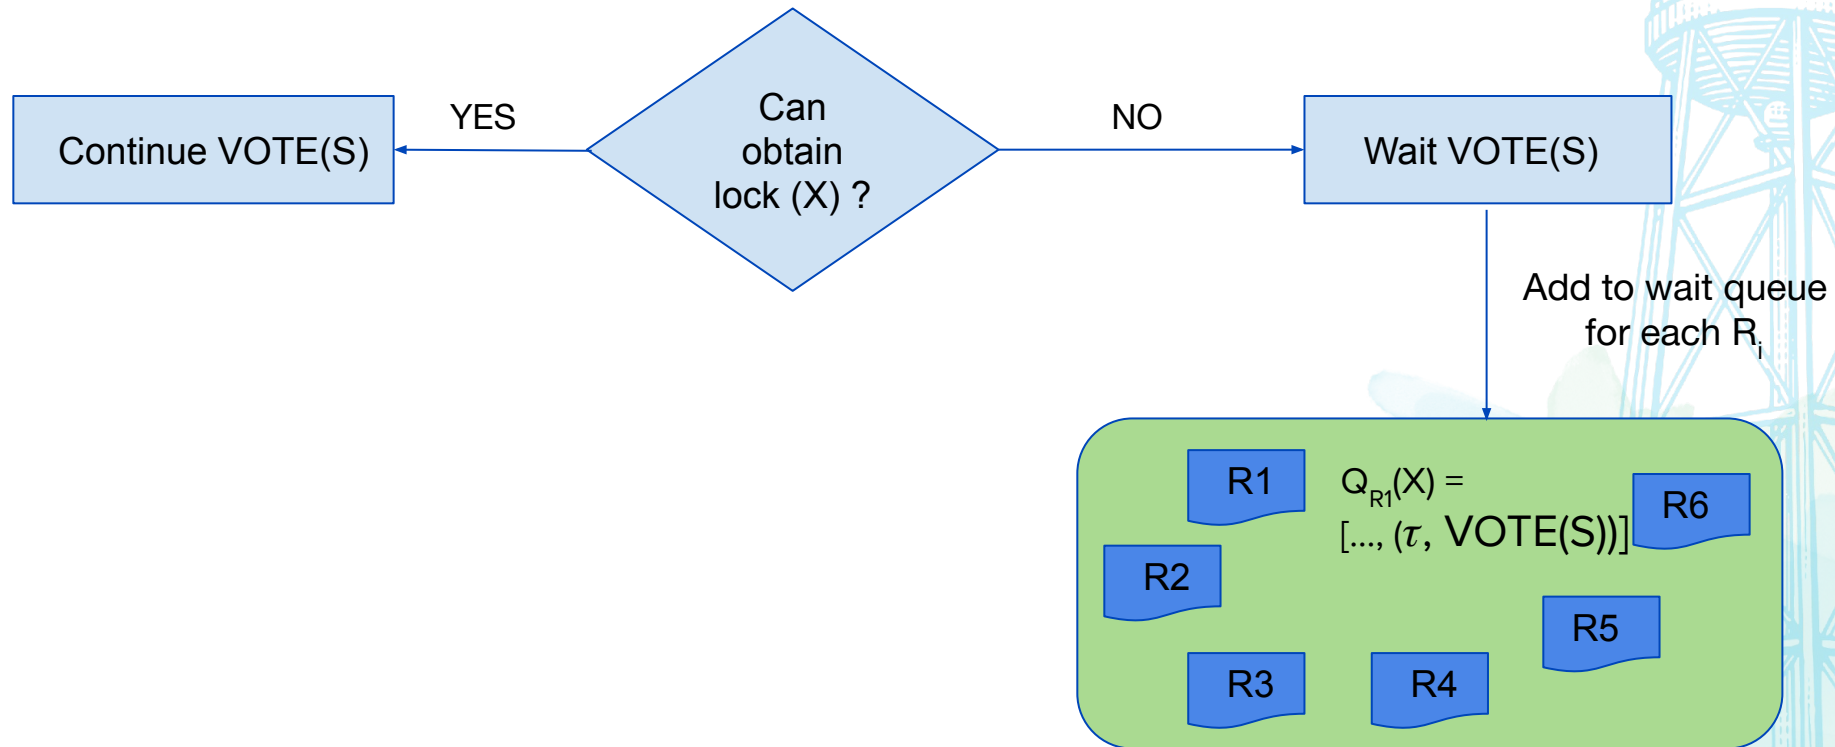 Continue VOTE(S)
YES
Can
obtain
lock (X) ?
NO
Wait VOTE(S)
Add to wait queue
for each Rᵢ
R1
Q_R1(X) =
[..., (τ, VOTE(S))]
R6
R2
R5
R3
R4